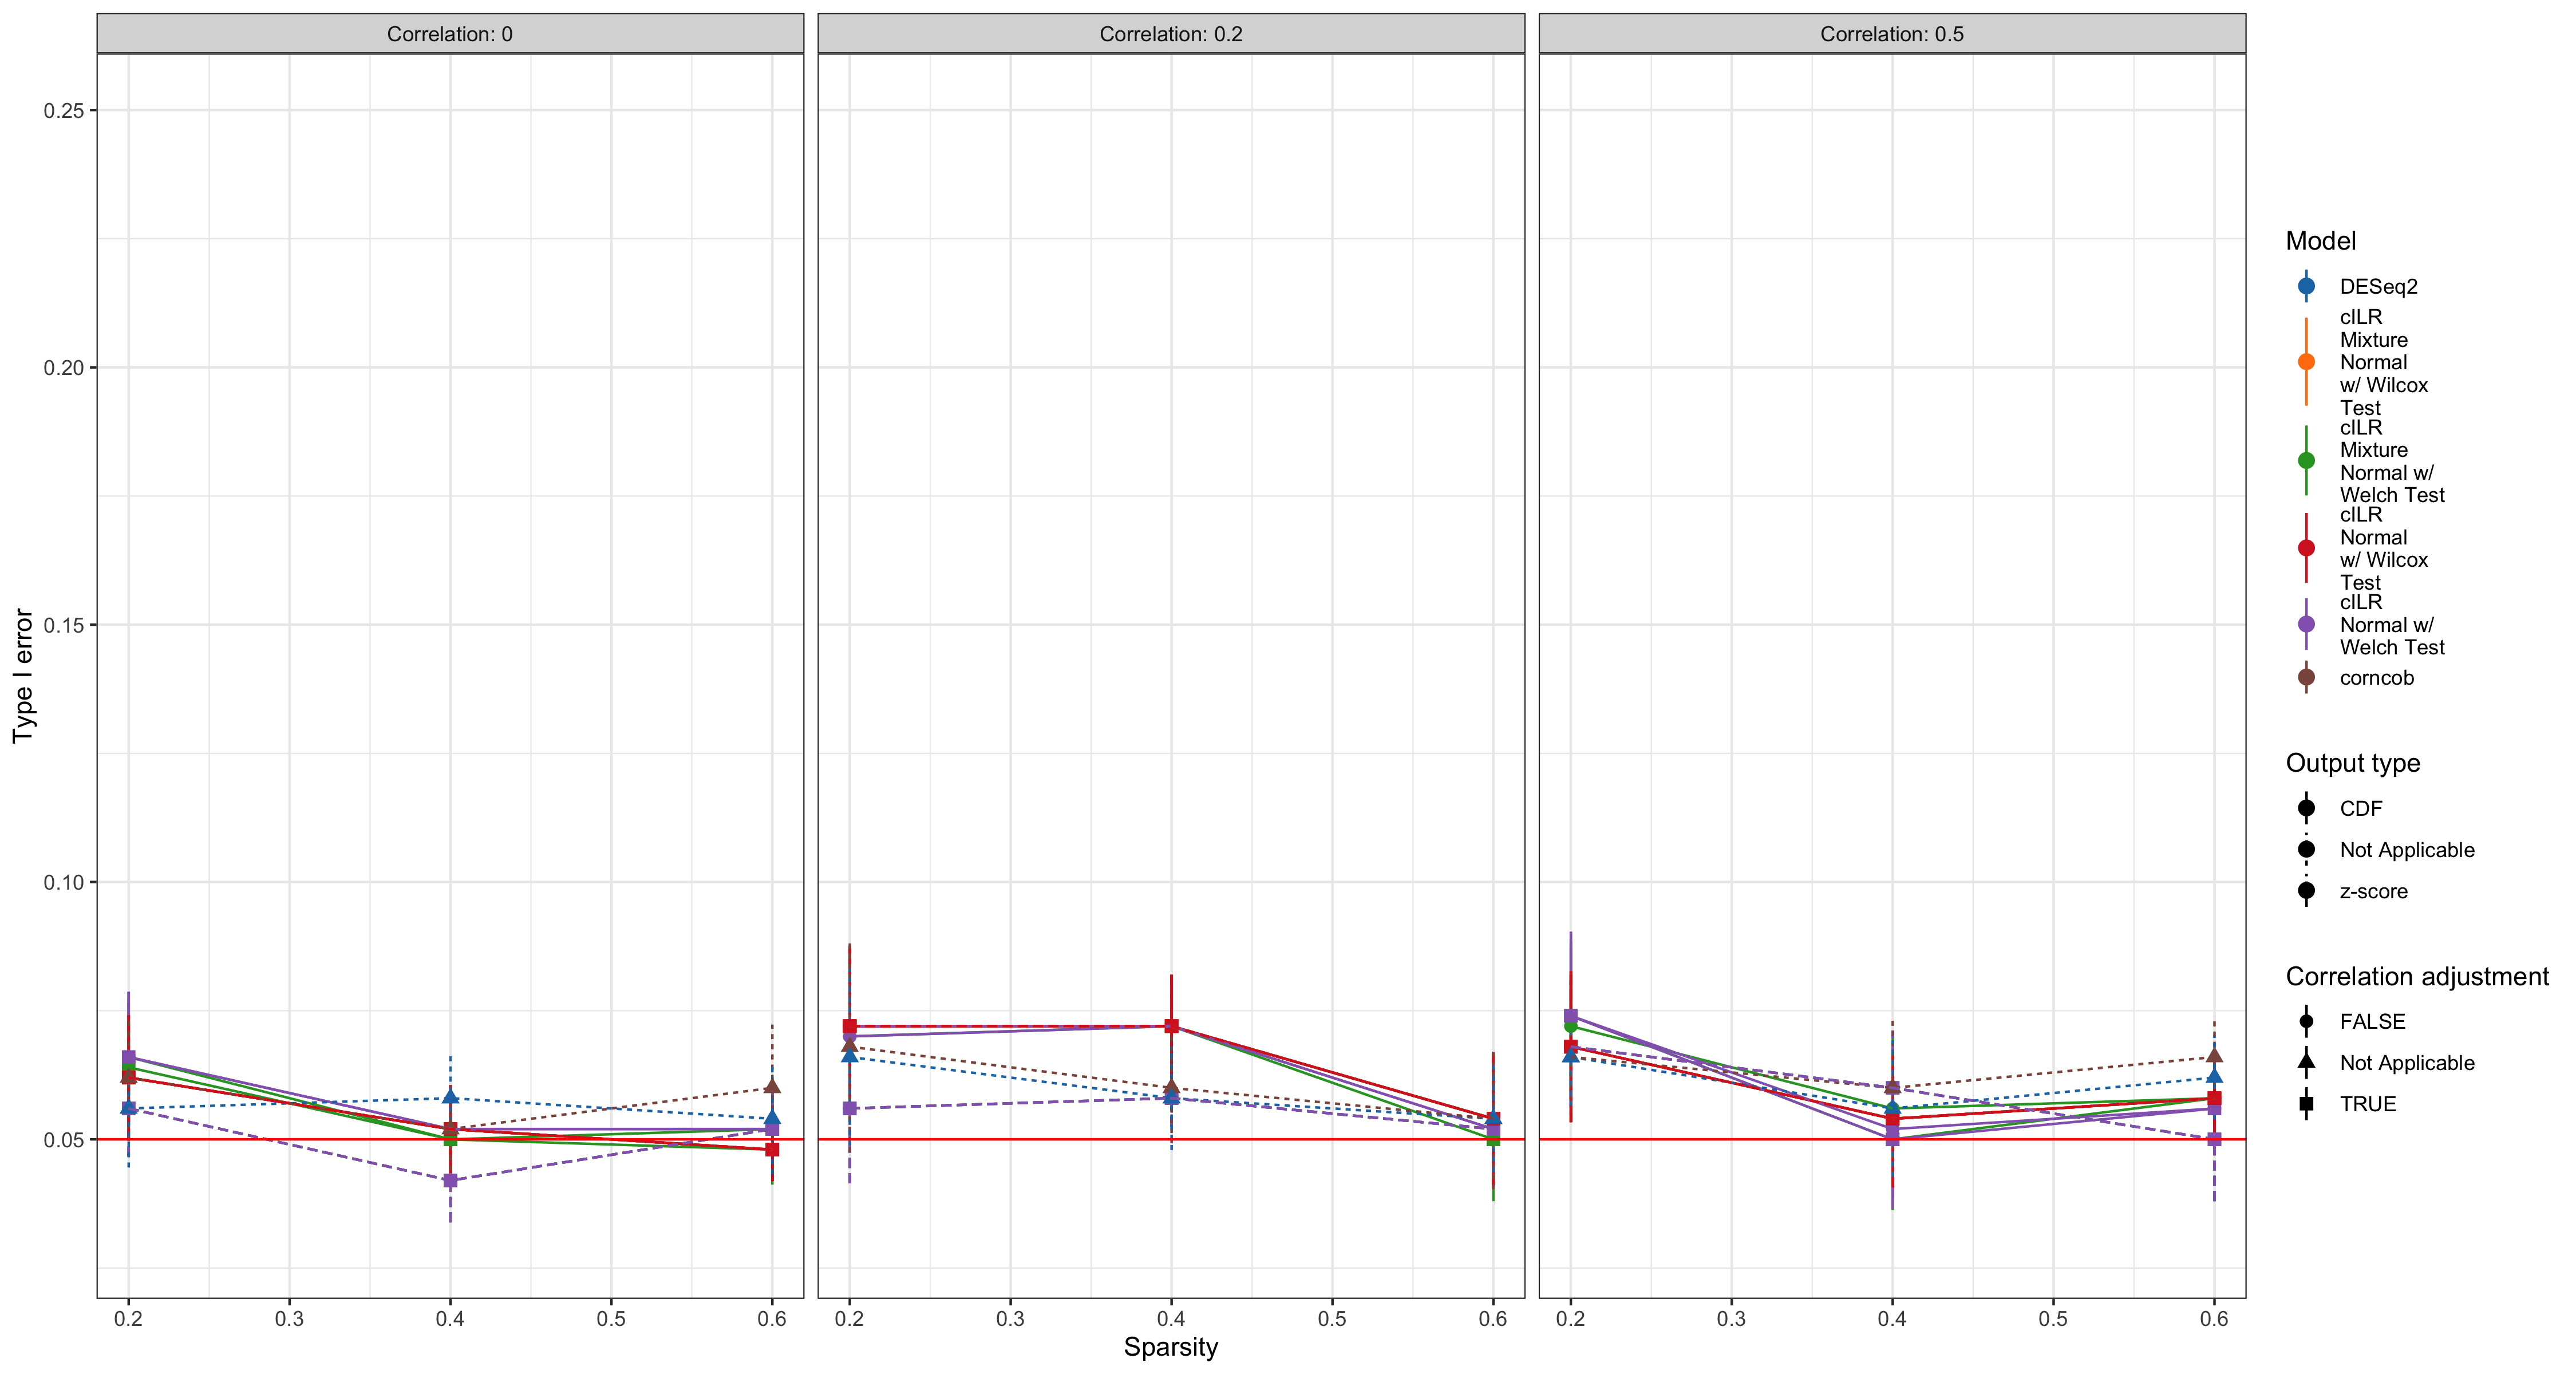 Correlation: 0
Correlation: 0.2
Correlation: 0.5
Type I error
0.25
0.20
0.15
0.10
0.05
0.2
0.3
0.4
0.5
0.6
0.2
0.3
0.4
0.5
0.6
0.2
0.3
0.4
0.5
0.6
Sparsity
Model
DESeq2
cILR
Mixture
Normal
w/ Wilcox
Test
cILR
Mixture
Normal w/
Welch Test
cILR
Normal
w/ Wilcox
Test
cILR
Normal w/
Welch Test
corncob
Output type
CDF
Not Applicable
z-score
Correlation adjustment
FALSE
Not Applicable
TRUE